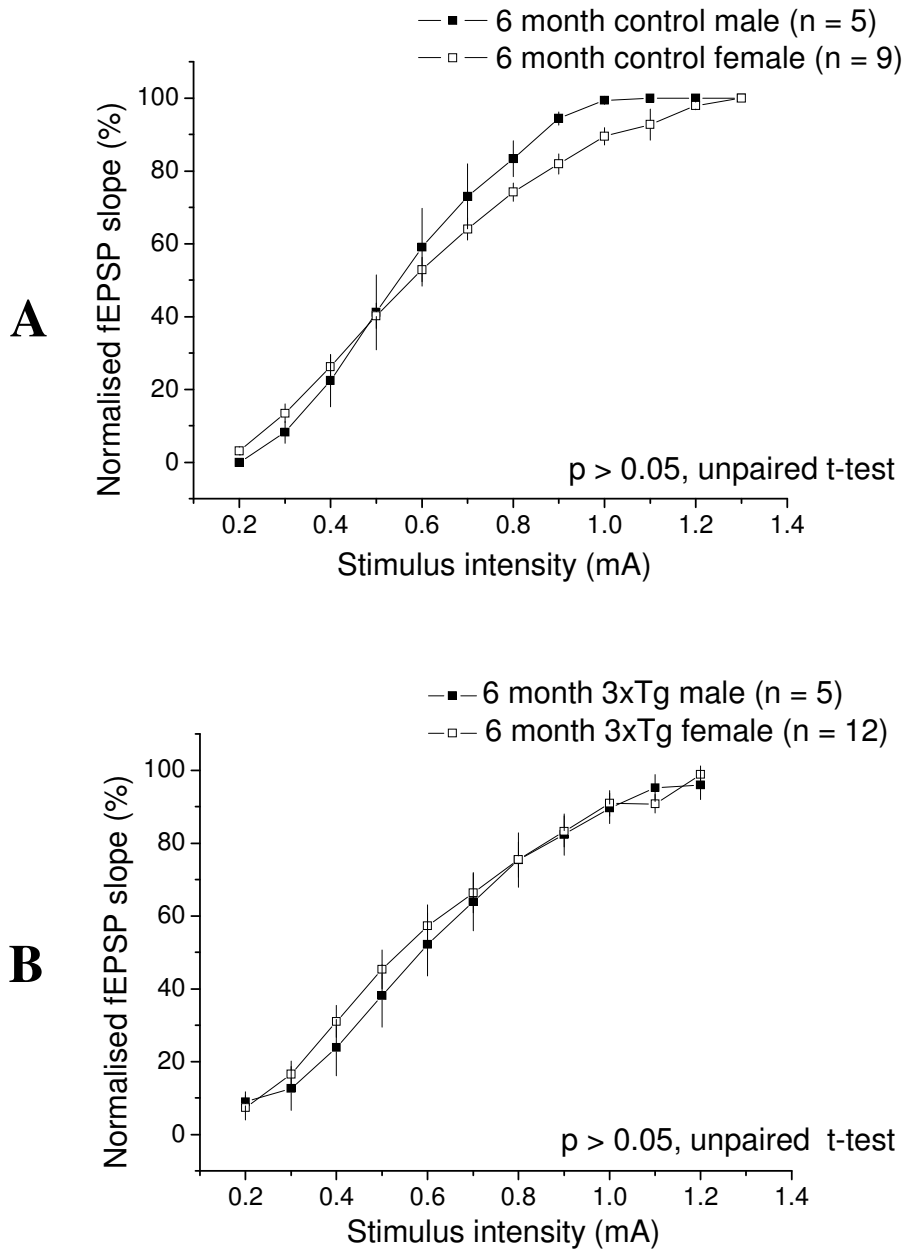 6 month control male (n = 5)
6 month control female (n = 9)
100
80
60
40
20
0
Normalised fEPSP slope (%)
A
p > 0.05, unpaired t-test
0.2 0.4 0.6 0.8 1.0 1.2 1.4
Stimulus intensity (mA)
6 month 3xTg male (n = 5)
6 month 3xTg female (n = 12)
100
80
60
40
20
0
Normalised fEPSP slope (%)
B
p > 0.05, unpaired t-test
0.2 0.4 0.6 0.8 1.0 1.2 1.4
Stimulus intensity (mA)